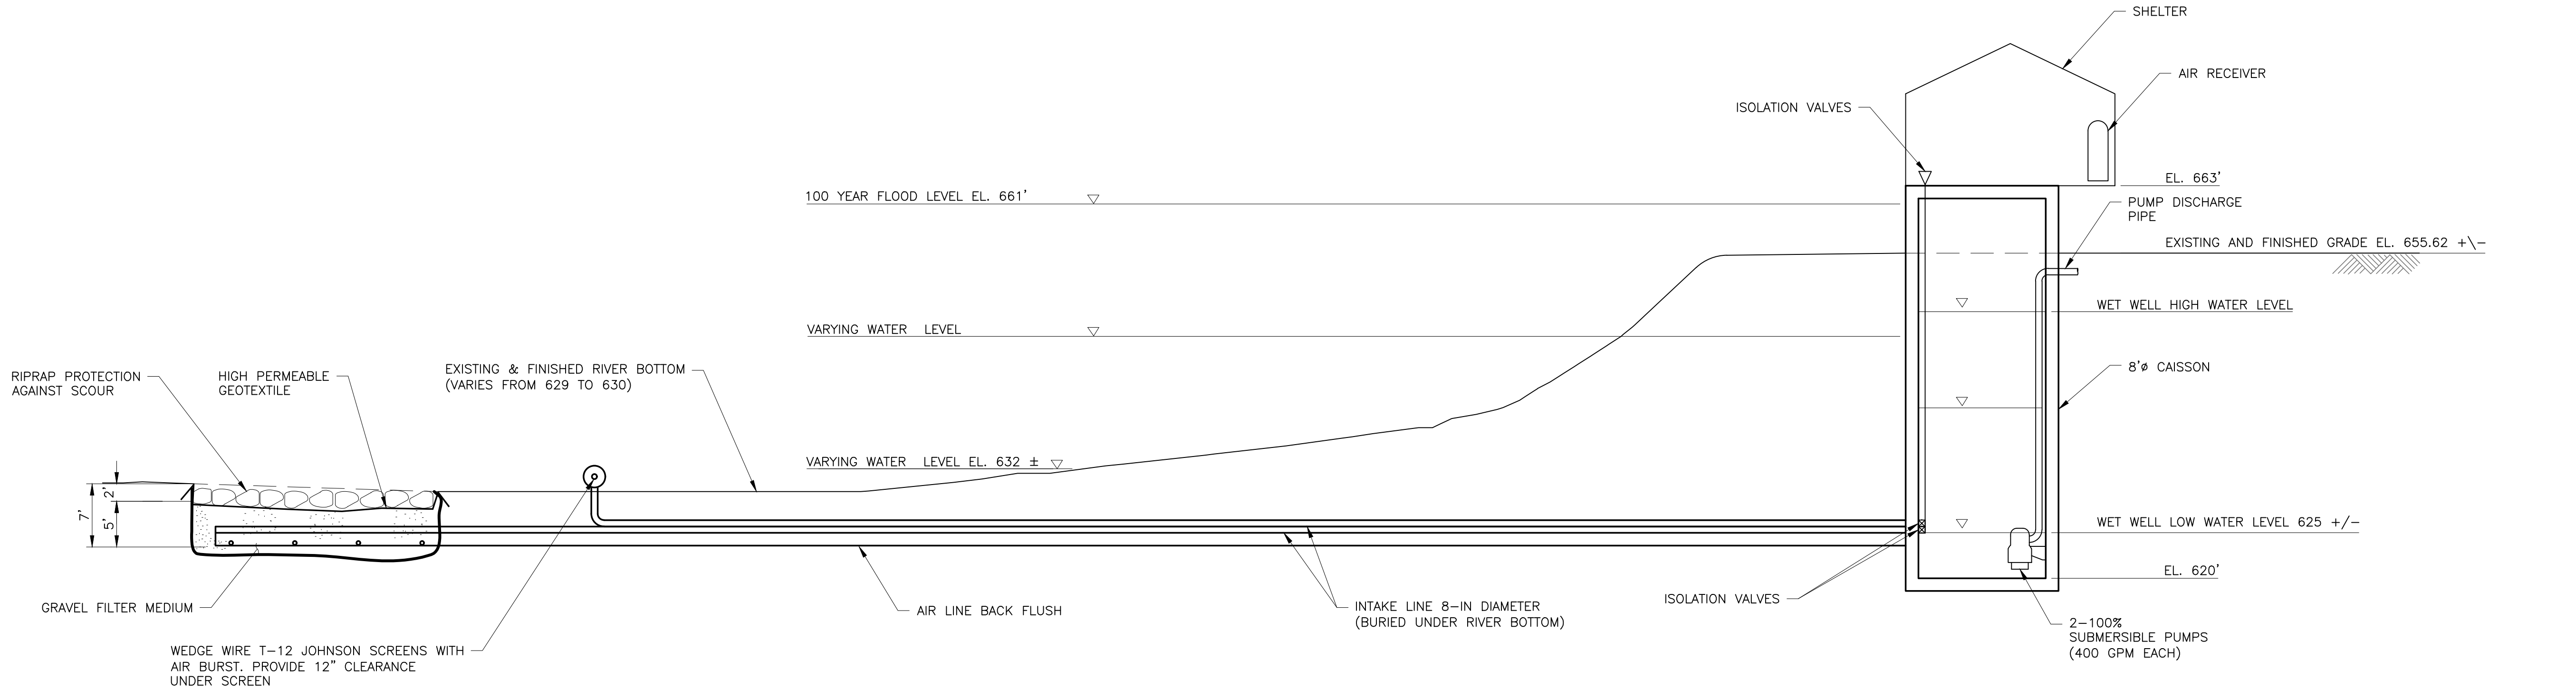 SHELTER
AIR RECEIVER
ISOLATION VALVES
EL. 663'
100 YEAR FLOOD LEVEL EL. 661'
PUMP DISCHARGE
PIPE
EXISTING AND FINISHED GRADE EL. 655.62 +\-
WET WELL HIGH WATER LEVEL
VARYING WATER LEVEL
8'ø CAISSON
EXISTING & FINISHED RIVER BOTTOM
(VARIES FROM 629 TO 630)
RIPRAP PROTECTION
AGAINST SCOUR
HIGH PERMEABLE
GEOTEXTILE
VARYING WATER LEVEL EL. 632 ±
2'
7'
5'
WET WELL LOW WATER LEVEL 625 +/-
EL. 620'
GRAVEL FILTER MEDIUM
AIR LINE BACK FLUSH
INTAKE LINE 8-IN DIAMETER
(BURIED UNDER RIVER BOTTOM)
ISOLATION VALVES
2-100%
SUBMERSIBLE PUMPS
(400 GPM EACH)
WEDGE WIRE T-12 JOHNSON SCREENS WITH
AIR BURST. PROVIDE 12" CLEARANCE
UNDER SCREEN